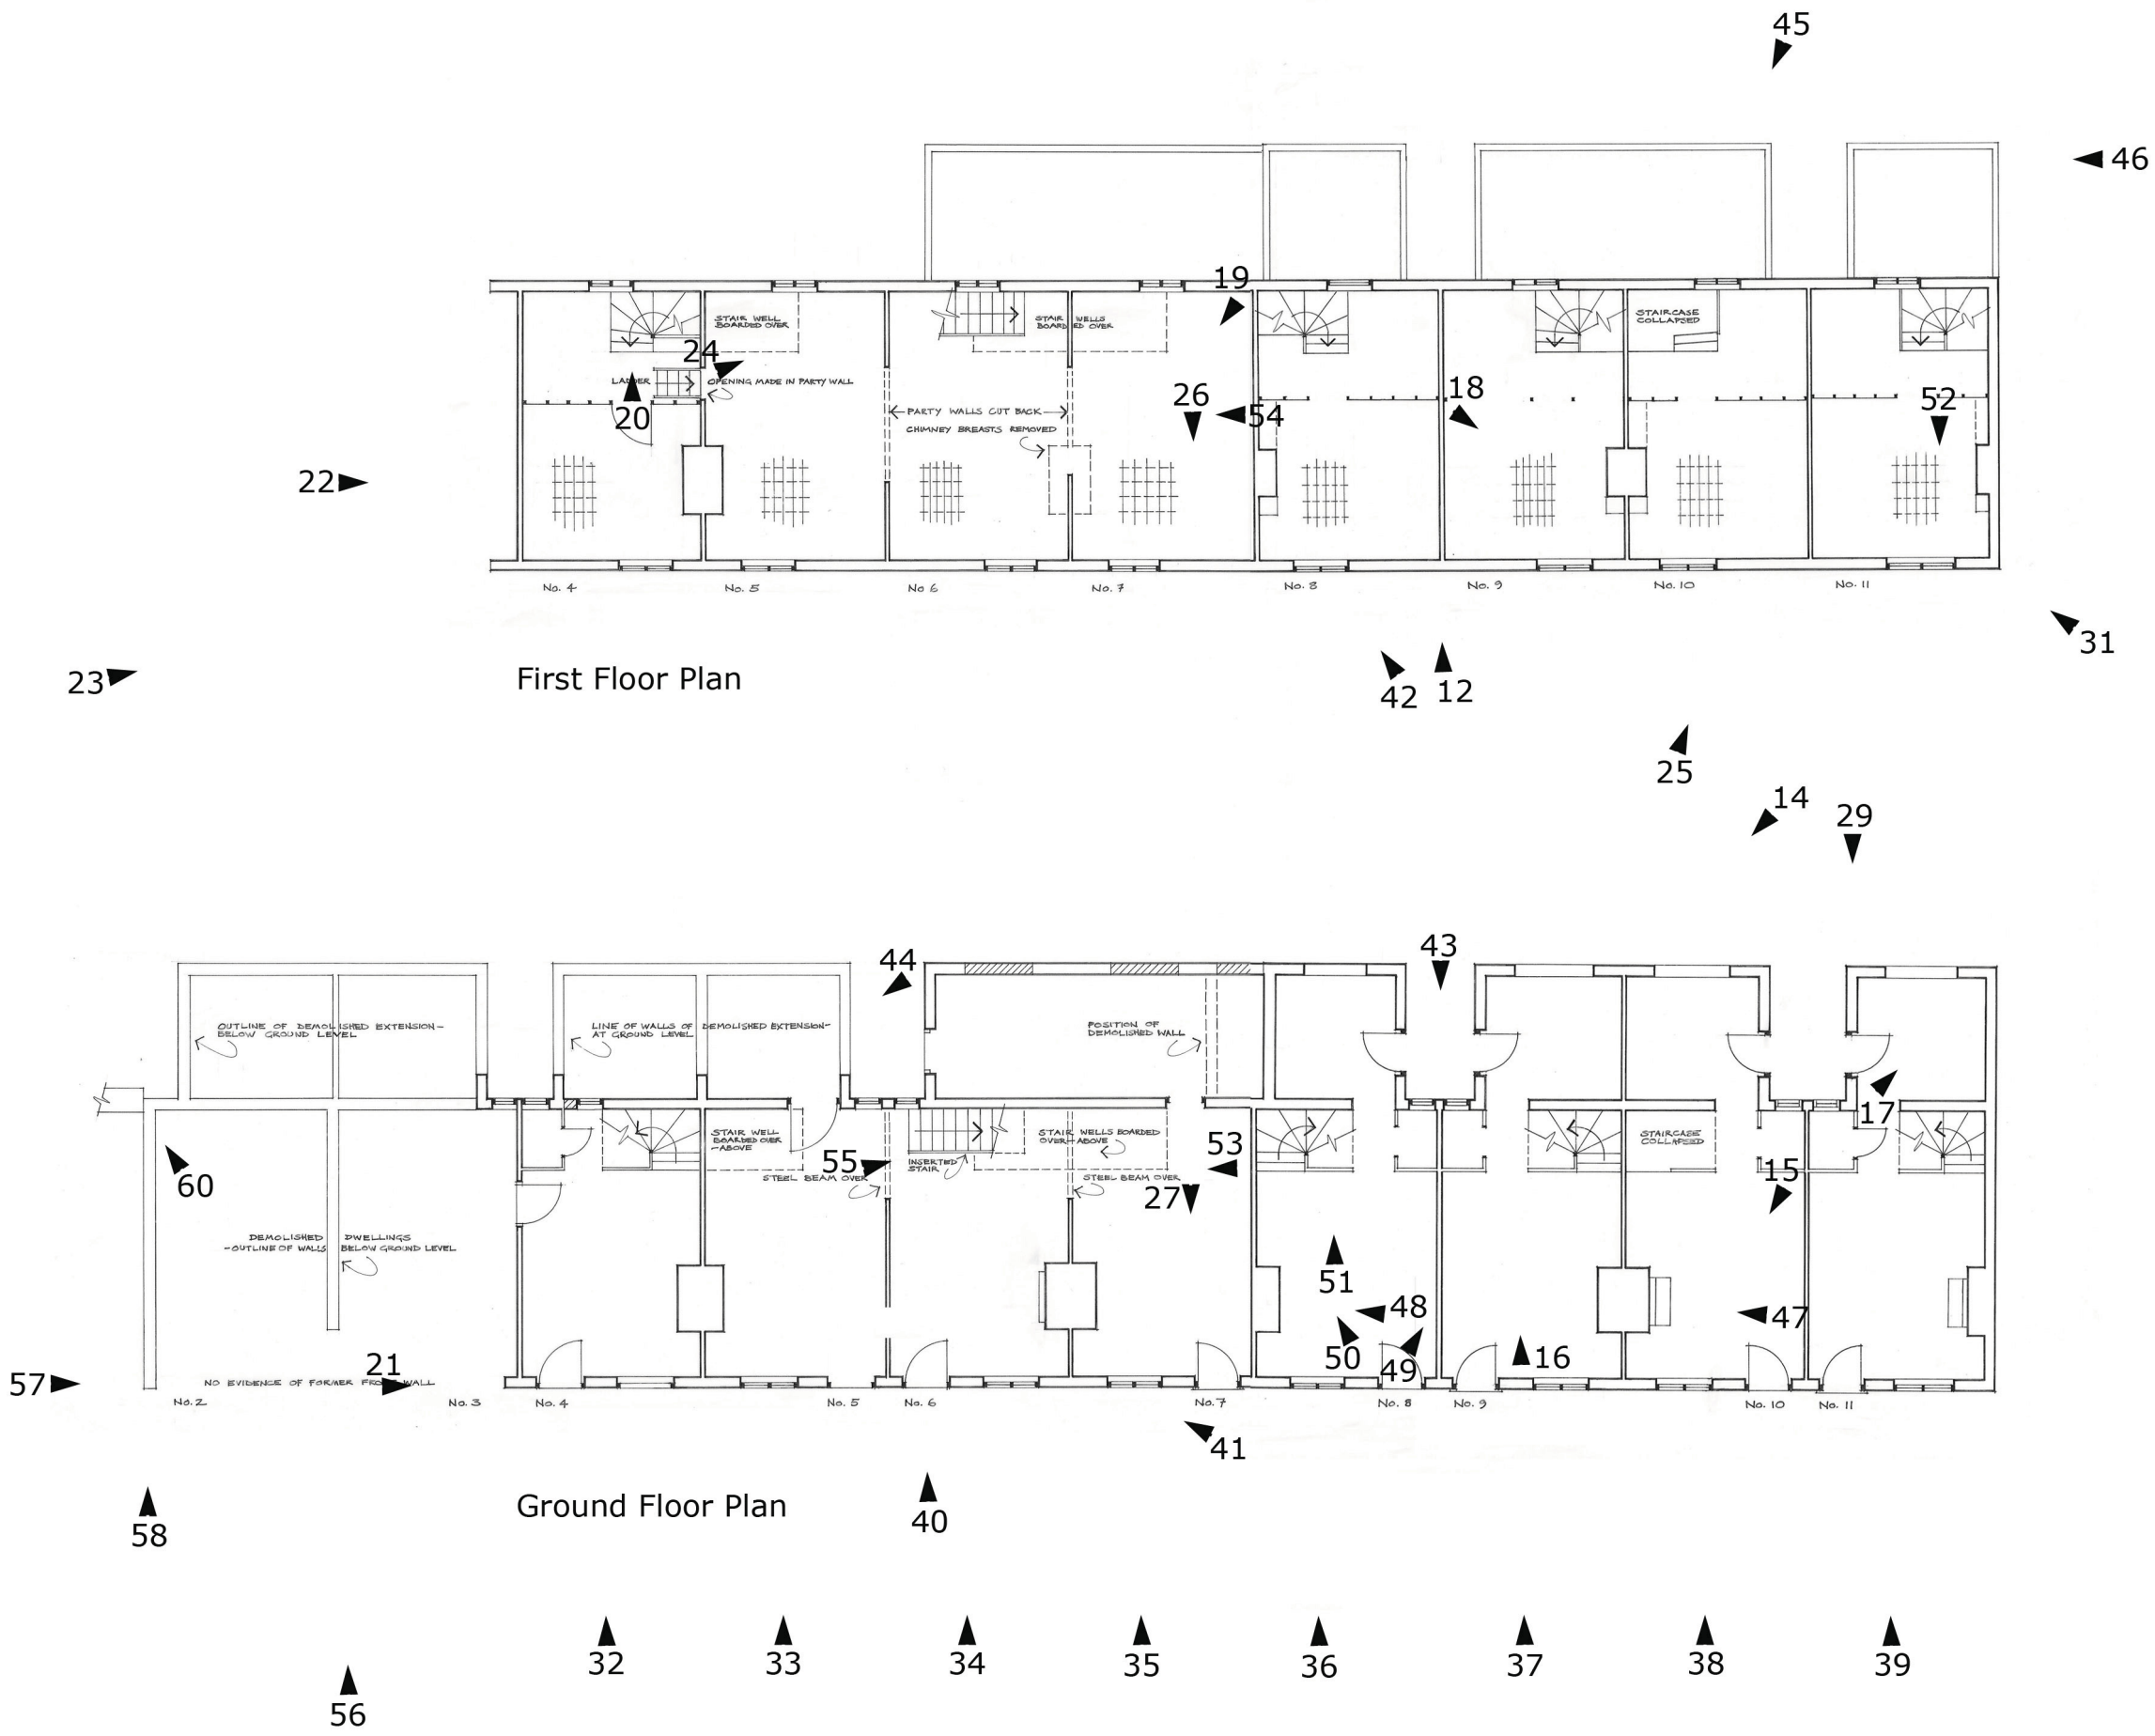 45
46
19
STAIR WELL
BOARDED OVER
STAIR WELLS
BOARDED OVER
STAIRCASE
COLLAPSED
24
LADDER
OPENING MADE IN PARTY WALL
20
26
54
18
52
PARTY WALLS CUT BACK
CHIMNEY BREASTS REMOVED
22
No. 4
No. 5
No 6
No. 7
No. 8
No. 9
No. 10
No. 11
31
23
First Floor Plan
42
12
25
14
29
44
43
OUTLINE OF DEMOLISHED EXTENSION-
BELOW GROUND LEVEL
LINE OF WALLS OF DEMOLISHED EXTENSION-
AT GROUND LEVEL
POSITION OF
DEMOLISHED WALL
17
STAIR WELL
BOARDED OVER
-ABOVE
STAIR WELLS BOARDED
OVER-ABOVE
STAIRCASE
COLLAPSED
53
55
INSERTED
STAIR
STEEL BEAM OVER
STEEL BEAM OVER
15
60
27
DEMOLISHED DWELLINGS
-OUTLINE OF WALLS BELOW GROUND LEVEL
51
48
47
50
49
16
57
21
NO EVIDENCE OF FORMER FRONT WALL
No. 2
No. 3
No. 4
No. 5
No. 6
No. 7
No. 8
No. 9
No. 10
No. 11
41
Ground Floor Plan
58
40
32
33
34
35
36
37
38
39
56